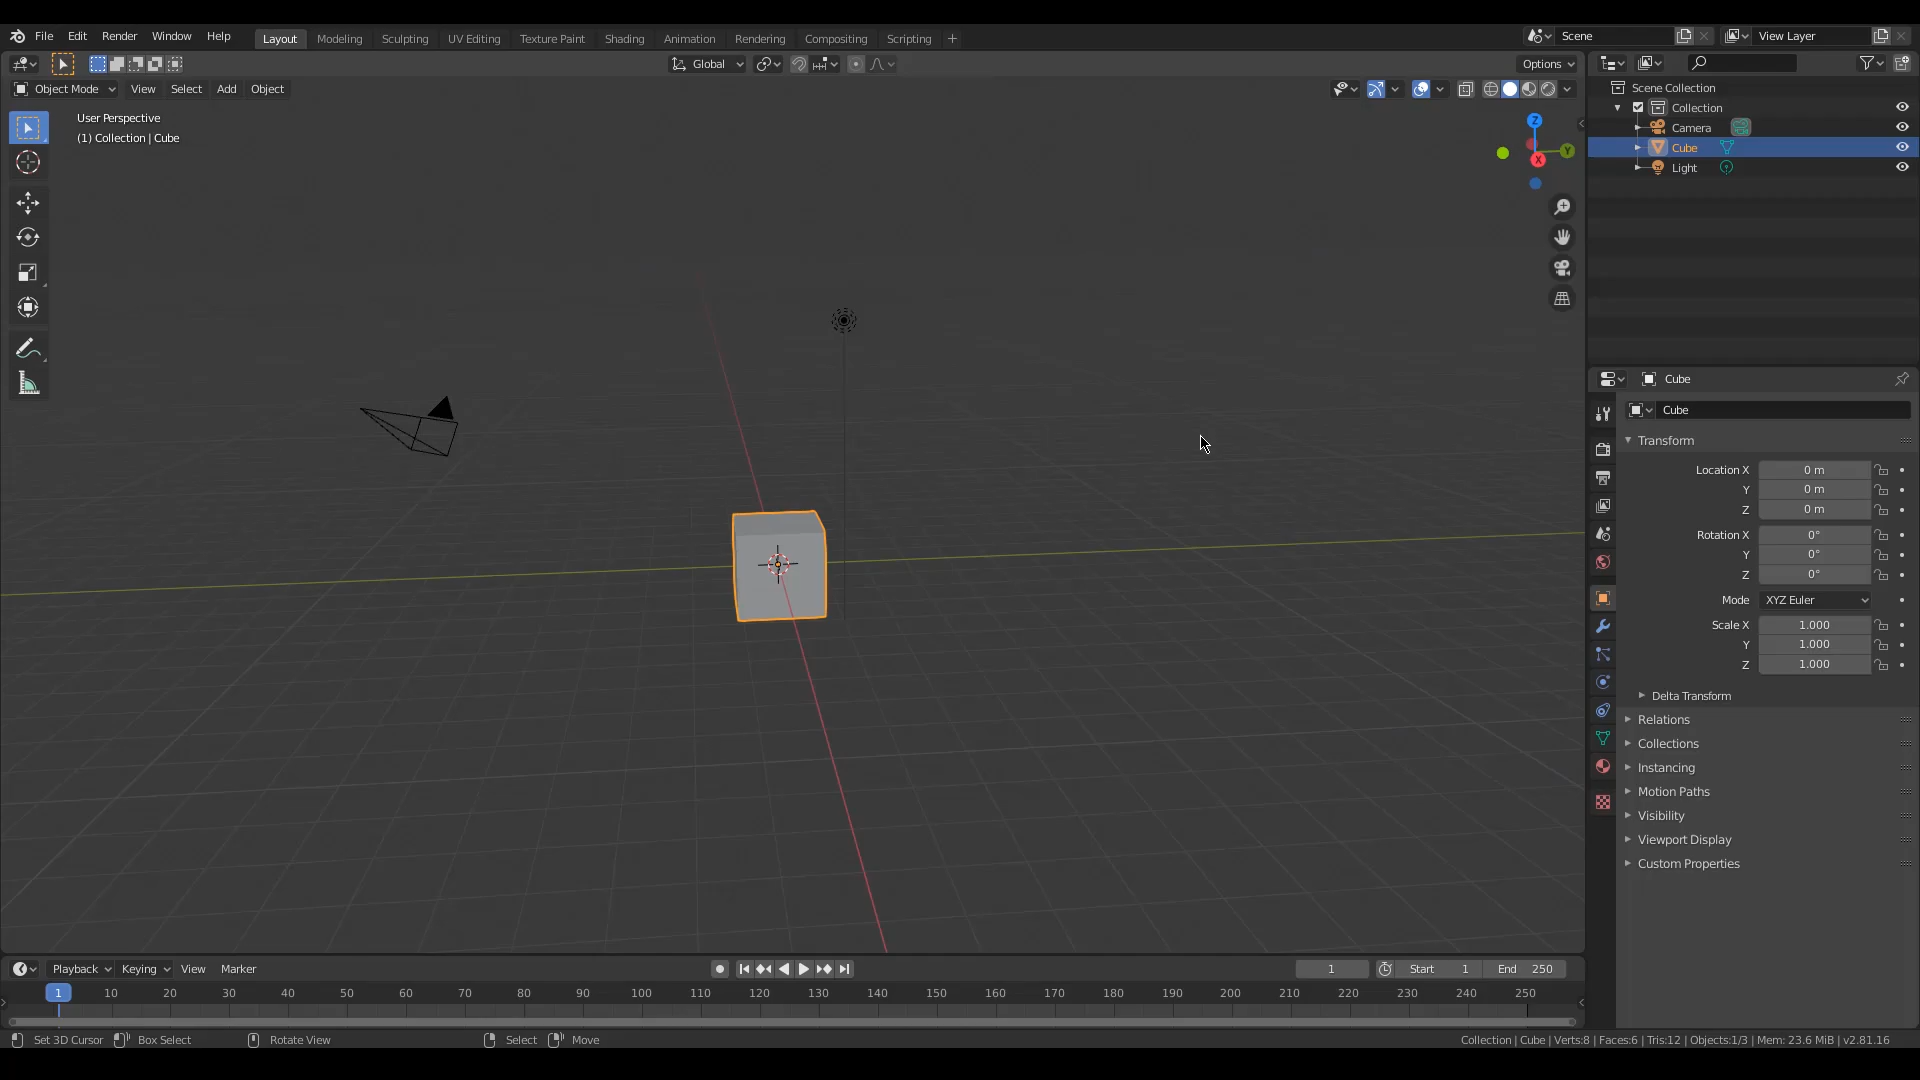 File Edit Render Window Help Layout Modeling Sculpting UV Editing Texture Paint Shading Animation Rendering Compositing Scripting + Scene View Layer
Global Options
Object Mode View Select Add Object
User Perspective
(1) Collection | Cube
Z
Y
X
Scene Collection
Collection
Camera
Cube
Light
Cube
Cube
Transform
Location X 0 m
Y 0 m
Z 0 m
Rotation X 0°
Y 0°
Z 0°
Mode XYZ Euler
Scale X 1.000
Y 1.000
Z 1.000
Delta Transform
Relations
Collections
Instancing
Motion Paths
Visibility
Viewport Display
Custom Properties
Playback Keying View Marker 1 Start 1 End 250
1 10 20 30 40 50 60 70 80 90 100 110 120 130 140 150 160 170 180 190 200 210 220 230 240 250
Set 3D Cursor Box Select Rotate View Select Move Collection | Cube | Verts:8 | Faces:6 | Tris:12 | Objects:1/3 | Mem: 23.6 MiB | v2.81.16